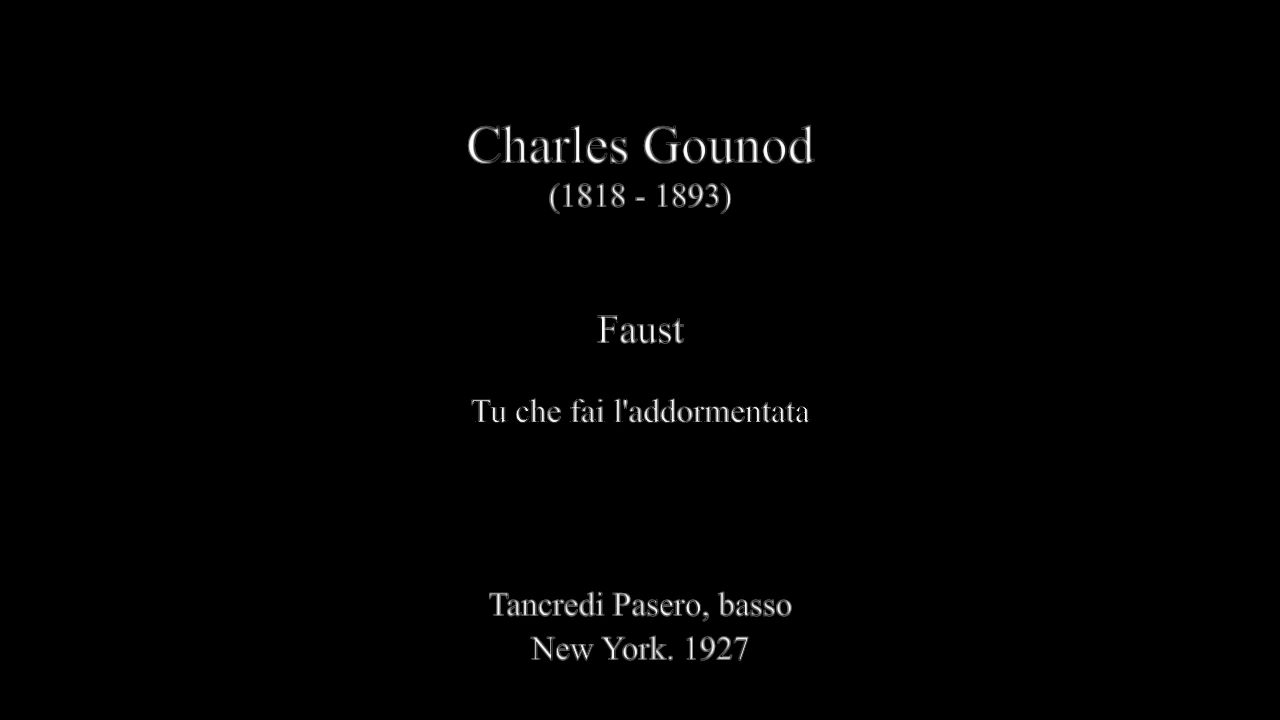 Charles Gounod
(1818 - 1893)
Faust
Tu che fai l'addormentata
Tancredi Pasero, basso
New York. 1927